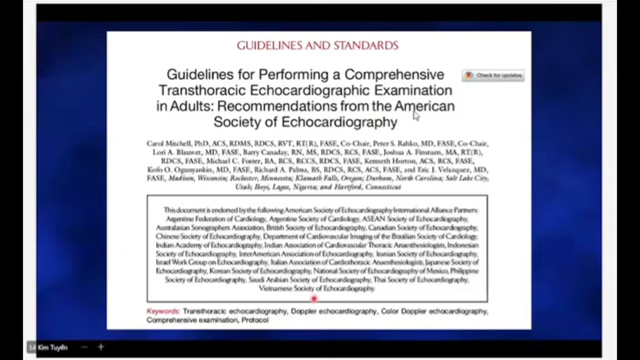 GUIDELINES AND STANDARDS
Guidelines for Performing a Comprehensive
Check for updates
Transthoracic Echocardiographic Examination
in Adults: Recommendations from the American
Society of Echocardiography
Carol Mitchell, PhD, ACS, RDMS, RDCS, RVT, RT(R), FASE, Co-Chair, Peter S. Rahko, MD, FASE, Co-Chair,
Lori A. Blauwet, MD, FASE, Barry Canaday, RN, MS, RDCS, RCS, FASE, Joshua A. Finstuen, MA, RT(R),
RDCS, FASE, Michael C. Foster, BA, RCS, RCCS, RDCS, FASE, Kenneth Horton, ACS, RCS, FASE,
Kofo O. Ogunyankin, MD, FASE, Richard A. Palma, BS, RDCS, RCS, ACS, FASE, and Eric J. Velazquez, MD,
FASE, Madison, Wisconsin; Rochester, Minnesota; Klamath Falls, Oregon; Durham, North Carolina; Salt Lake City,
Utah; Ikoyi, Lagos, Nigeria; and Hartford, Connecticut
This document is endorsed by the following American Society of Echocardiography International Alliance Partners:
Argentine Federation of Cardiology, Argentine Society of Cardiology, ASEAN Society of Echocardiography,
Australasian Sonographers Association, British Society of Echocardiography, Canadian Society of Echocardiography,
Chinese Society of Echocardiography, Department of Cardiovascular Imaging of the Brazilian Society of Cardiology,
Indian Academy of Echocardiography, Indian Association of Cardiovascular Thoracic Anaesthesiologists, Indonesian
Society of Echocardiography, InterAmerican Association of Echocardiography, Iranian Society of Echocardiography,
Israel Work Group on Echocardiography, Italian Association of Cardiothoracic Anaesthesiologists, Japanese Society of
Echocardiography, Korean Society of Echocardiography, National Society of Echocardiography of Mexico, Philippine
Society of Echocardiography, Saudi Arabian Society of Echocardiography, Thai Society of Echocardiography,
Vietnamese Society of Echocardiography.
Keywords: Transthoracic echocardiography, Doppler echocardiography, Color Doppler echocardiography,
Comprehensive examination, Protocol
Kim Tuyến